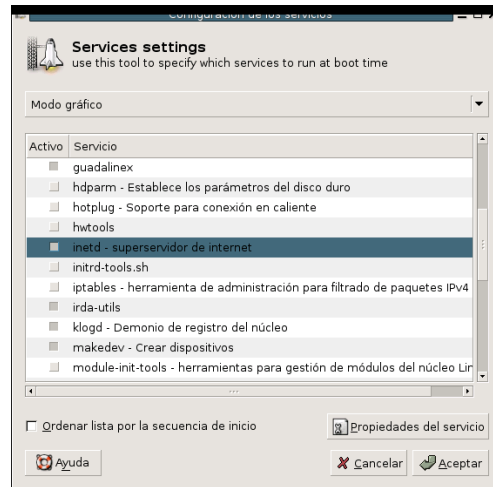 Configuración de los servicios
Services settings
use this tool to specify which services to run at boot time
Modo gráfico
Activo Servicio
guadalinex
hdparm - Establece los parámetros del disco duro
hotplug - Soporte para conexión en caliente
hwtools
inetd - superservidor de internet
initrd-tools.sh
iptables - herramienta de administración para filtrado de paquetes IPv4
irda-utils
klogd - Demonio de registro del núcleo
makedev - Crear dispositivos
module-init-tools - herramientas para gestión de módulos del núcleo Lin
Ordenar lista por la secuencia de inicio
Propiedades del servicio
Ayuda
Cancelar
Aceptar